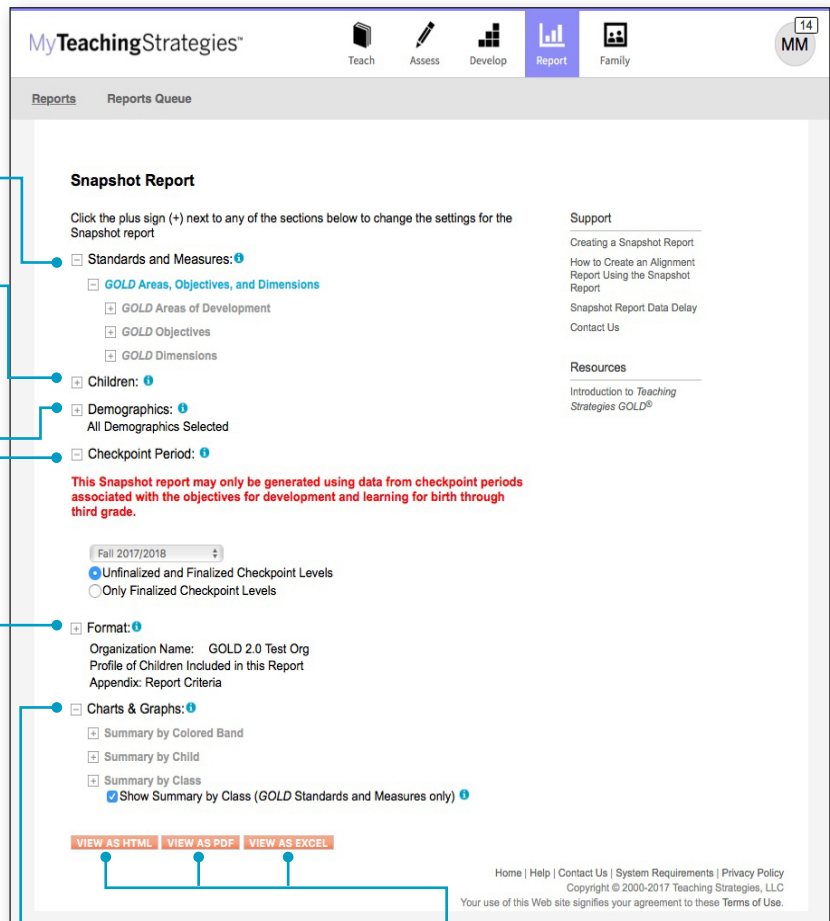 MyTeachingStrategies™
Teach
Assess
Develop
Report
Family
14
MM
Reports
Reports Queue
Snapshot Report
Click the plus sign (+) next to any of the sections below to change the settings for the
Snapshot report
Standards and Measures:
GOLD Areas, Objectives, and Dimensions
GOLD Areas of Development
GOLD Objectives
GOLD Dimensions
Children:
Demographics:
All Demographics Selected
Checkpoint Period:
This Snapshot report may only be generated using data from checkpoint periods
associated with the objectives for development and learning for birth through
third grade.
Fall 2017/2018
Unfinalized and Finalized Checkpoint Levels
Only Finalized Checkpoint Levels
Format:
Organization Name: GOLD 2.0 Test Org
Profile of Children Included in this Report
Appendix: Report Criteria
Charts & Graphs:
Summary by Colored Band
Summary by Child
Summary by Class
Show Summary by Class (GOLD Standards and Measures only)
VIEW AS HTML
VIEW AS PDF
VIEW AS EXCEL
Support
Creating a Snapshot Report
How to Create an Alignment
Report Using the Snapshot
Report
Snapshot Report Data Delay
Contact Us
Resources
Introduction to Teaching
Strategies GOLD®
Home | Help | Contact Us | System Requirements | Privacy Policy
Copyright © 2000-2017 Teaching Strategies, LLC
Your use of this Web site signifies your agreement to these Terms of Use.